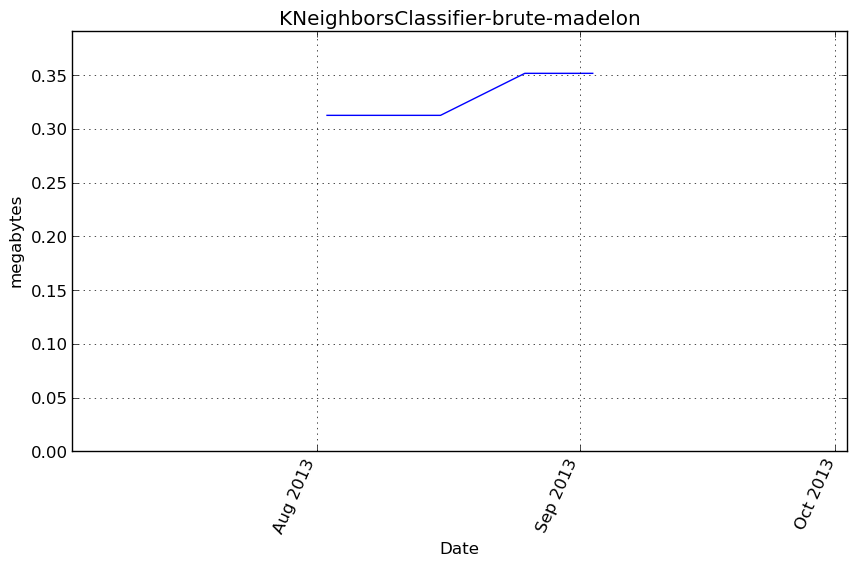 KNeighborsClassifier-brute-madelon
0.35
0.30
0.25
0.20
0.15
0.10
0.05
0.00
megabytes
Aug 2013
Sep 2013
Oct 2013
Date